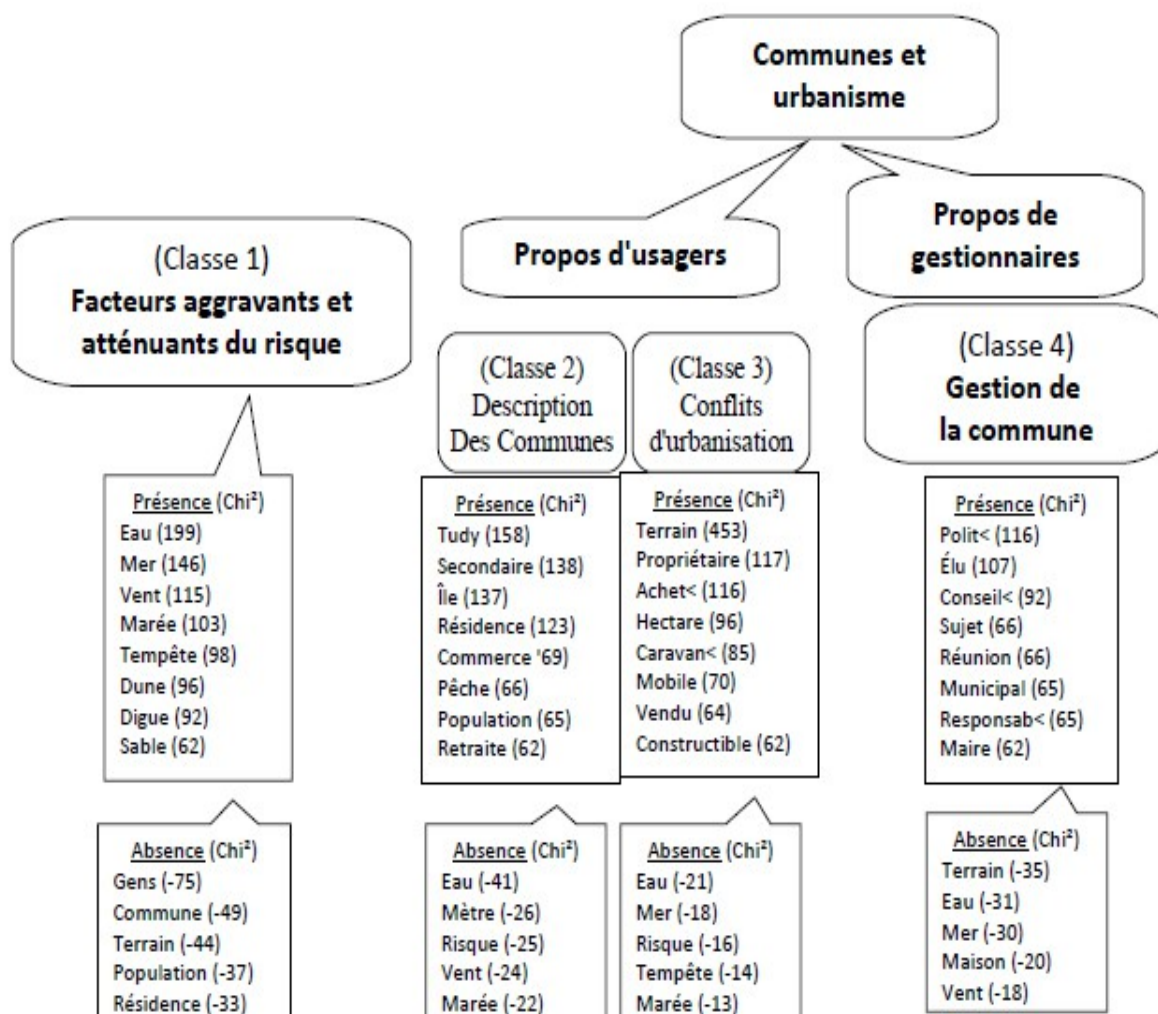 Communes et
urbanisme
Propos d'usagers
Propos de
gestionnaires
(Classe 1)
Facteurs aggravants et
atténuants du risque
(Classe 2)
Description
Des Communes
(Classe 3)
Conflits
d'urbanisation
(Classe 4)
Gestion de
la commune
Présence (Chi²)
Eau (199)
Mer (146)
Vent (115)
Marée (103)
Tempête (98)
Dune (96)
Digue (92)
Sable (62)
Présence (Chi²)
Tudy (158)
Secondaire (138)
Île (137)
Résidence (123)
Commerce '69)
Pêche (66)
Population (65)
Retraite (62)
Présence (Chi²)
Terrain (453)
Propriétaire (117)
Achet< (116)
Hectare (96)
Caravan< (85)
Mobile (70)
Vendu (64)
Constructible (62)
Présence (Chi²)
Polit< (116)
Élu (107)
Conseil< (92)
Sujet (66)
Réunion (66)
Municipal (65)
Responsab< (65)
Maire (62)
Absence (Chi²)
Gens (-75)
Commune (-49)
Terrain (-44)
Population (-37)
Résidence (-33)
Absence (Chi²)
Eau (-41)
Mètre (-26)
Risque (-25)
Vent (-24)
Marée (-22)
Absence (Chi²)
Eau (-21)
Mer (-18)
Risque (-16)
Tempête (-14)
Marée (-13)
Absence (Chi²)
Terrain (-35)
Eau (-31)
Mer (-30)
Maison (-20)
Vent (-18)